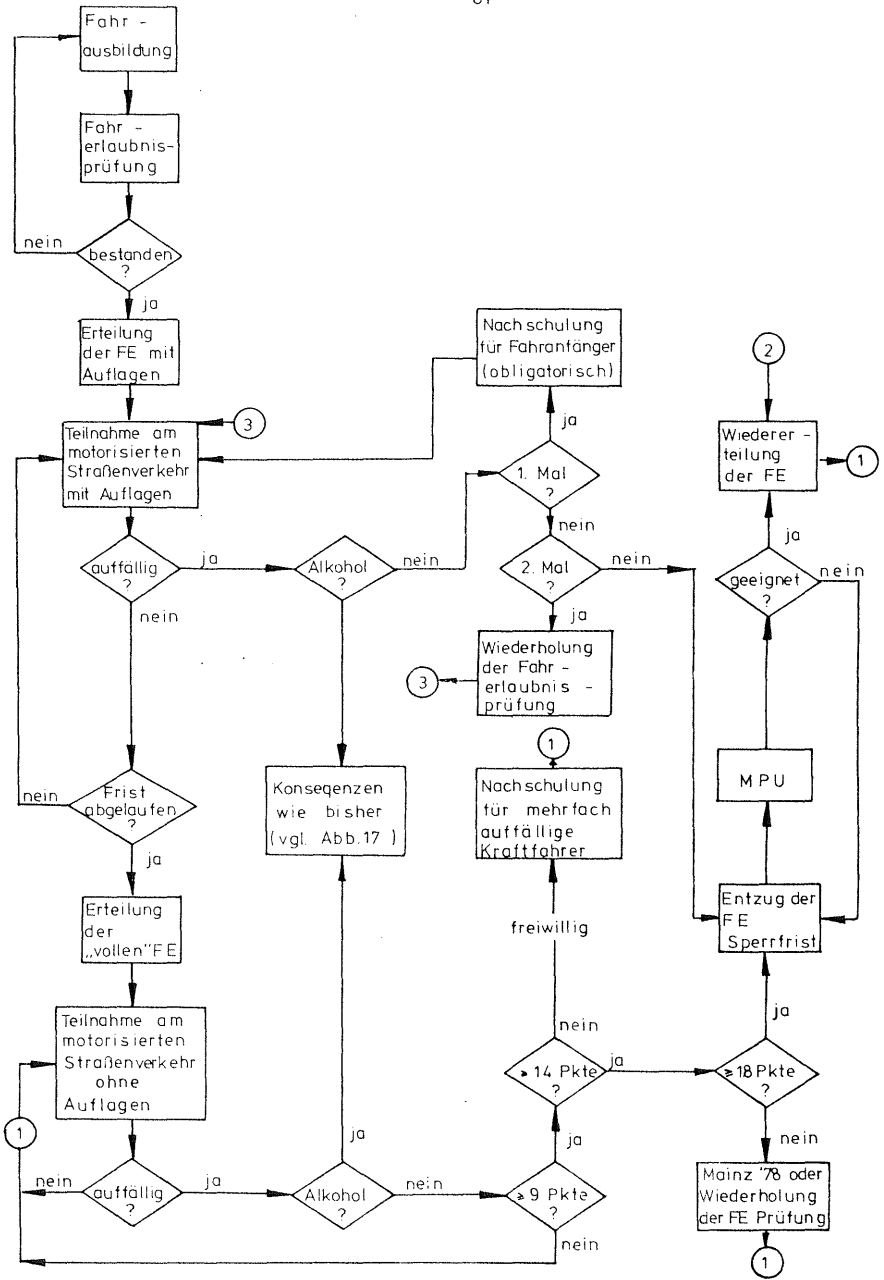 Fahr -
ausbildung
Fahr -
erlaubnis-
prüfung
nein
bestanden
?
ja
Erteilung
der FE mit
Auflagen
3
Teilnahme am
motorisierten
Straßenverkehr
mit Auflagen
auffällig
?
ja
nein
Alkohol
?
nein
Nachschulung
für Fahranfänger
(obligatorisch)
ja
1. Mal
?
nein
2. Mal
?
nein
ja
Wiederholung
der Fahr -
erlaubnis -
prüfung
3
2
Wiederer -
teilung
der FE
1
ja
geeignet
?
nein
MPU
Entzug der
FE
Sperrfrist
nein
Frist
abgelaufen
?
ja
Konseqenzen
wie bisher
(vgl. Abb.17 )
1
Nachschulung
für mehrfach
auffällige
Kraftfahrer
freiwillig
Erteilung
der
„vollen" FE
Teilnahme am
motorisierten
Straßenverkehr
ohne
Auflagen
1
nein
auffällig
?
ja
ja
Alkohol
?
nein
nein
≥ 14 Pkte
?
ja
ja
≥ 9 Pkte
?
nein
ja
≥ 18 Pkte
?
nein
Mainz '78 oder
Wiederholung
der FE Prüfung
1